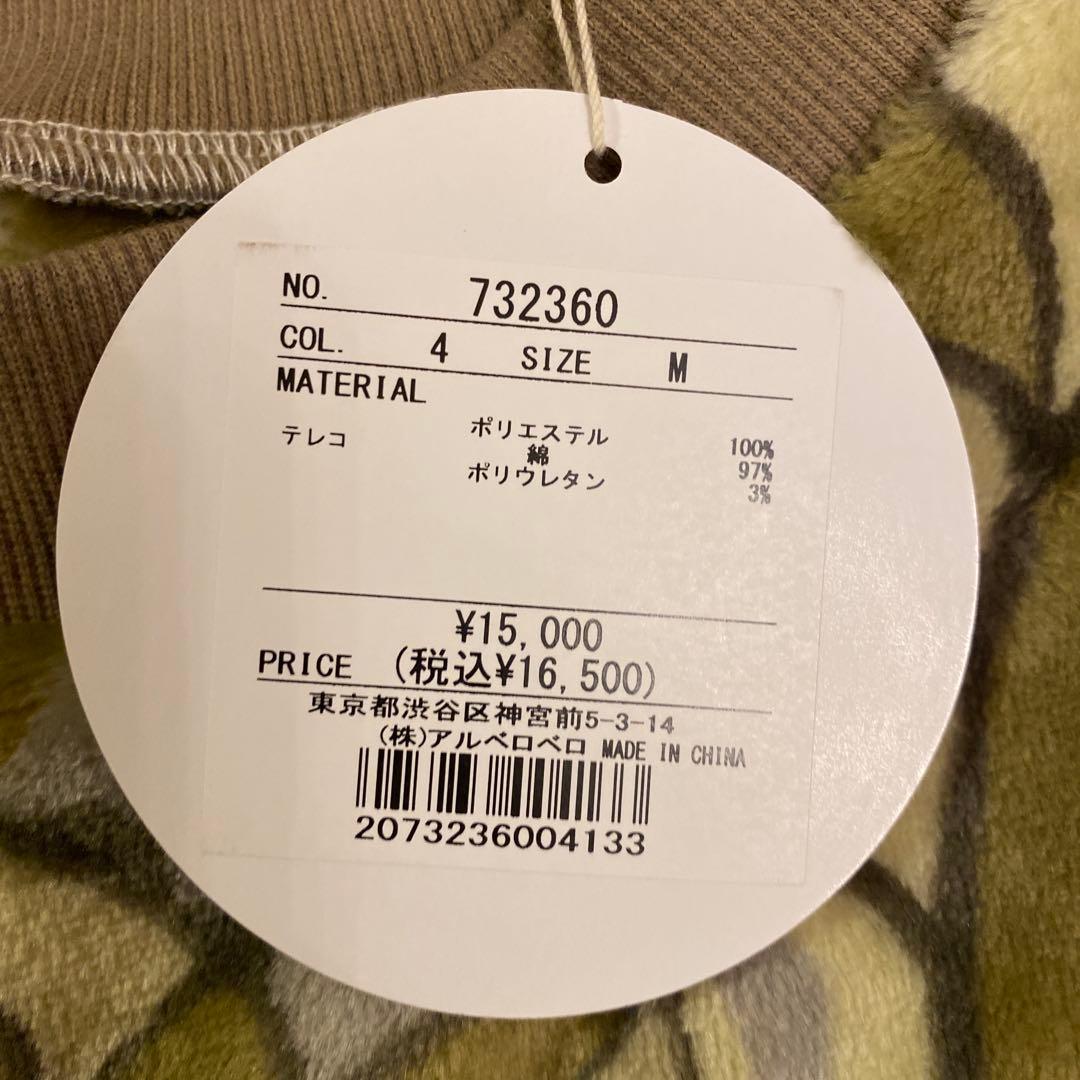 NO. 732360
COL. 4 SIZE M
MATERIAL
ポリエステル 100%
テレコ 綿 97%
ポリウレタン 3%
¥15,000
PRICE (税込¥16,500)
東京都渋谷区神宮前5-3-14
(株)アルベロベロ MADE IN CHINA
2073236004133